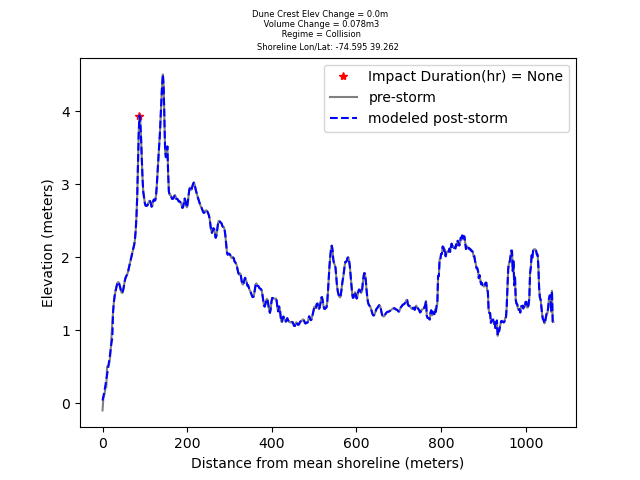 Dune Crest Elev Change = 0.0m
Volume Change = 0.078m3
Regime = Collision
Shoreline Lon/Lat: -74.595 39.262
Impact Duration(hr) = None
pre-storm
modeled post-storm
Elevation (meters)
4
3
2
1
0
0 200 400 600 800 1000
Distance from mean shoreline (meters)